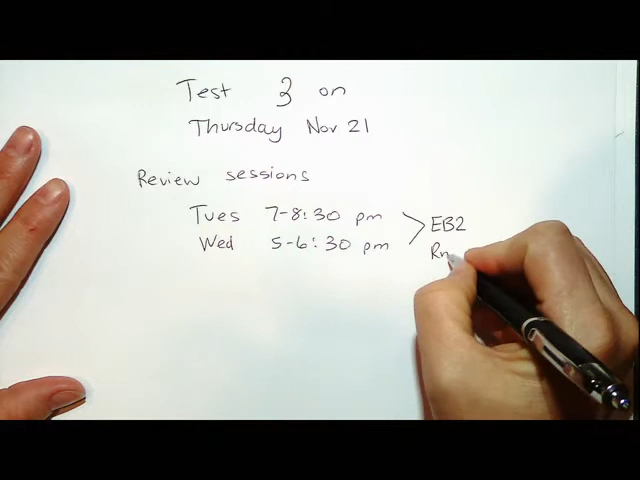 Test 3 on
Thursday Nov 21
Review sessions
Tues 7-8:30 pm > EB2
Wed 5-6:30 pm Rm